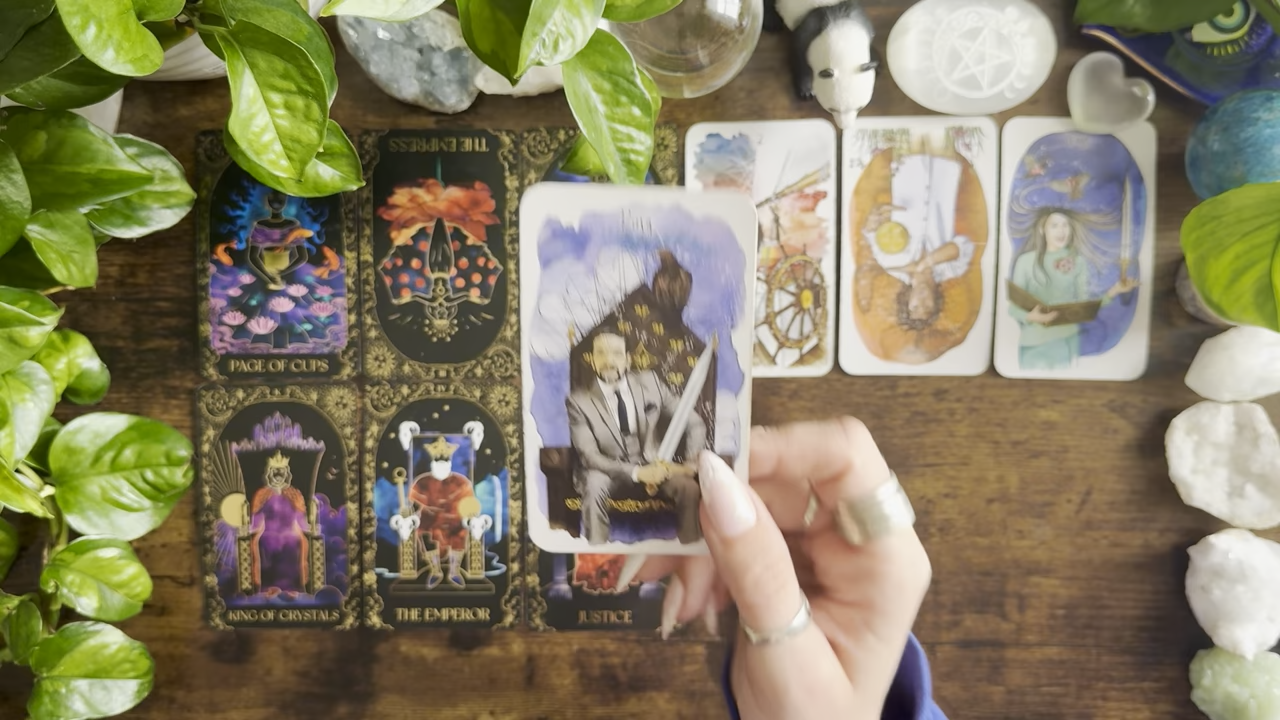 THE EMPRESS
PAGE OF CUPS
KING OF CRYSTALS
THE EMPEROR
JUSTICE